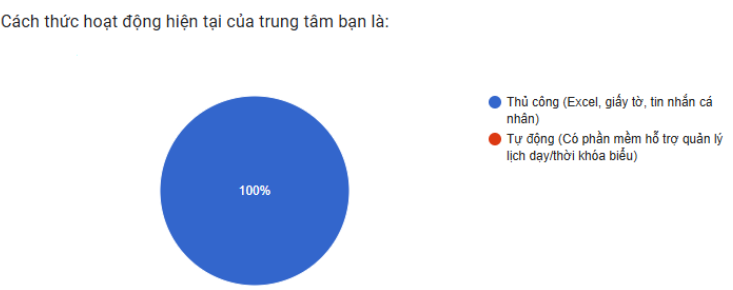 Cách thức hoạt động hiện tại của trung tâm bạn là:
Thủ công (Excel, giấy tờ, tin nhắn cá
nhân)
Tự động (Có phần mềm hỗ trợ quản lý
lịch dạy/thời khóa biểu)
100%